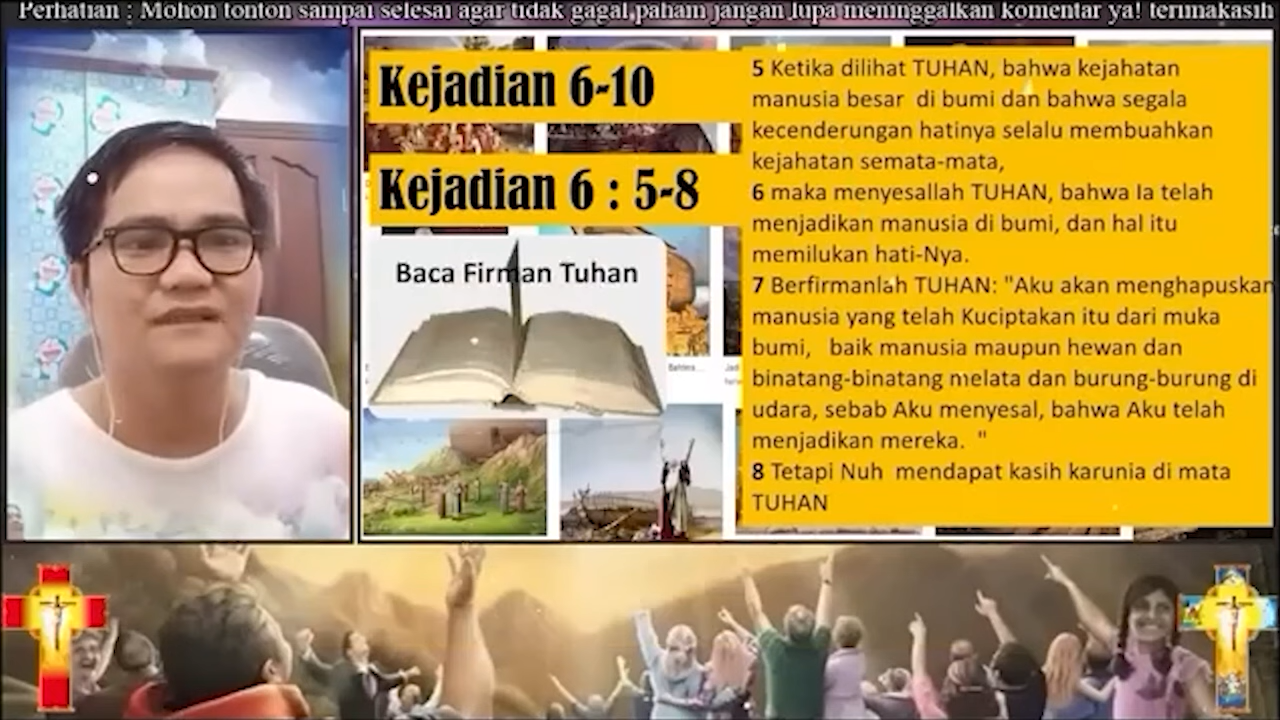 Perhatian : Mohon tonton sampai selesai agar tidak gagal paham jangan lupa meninggalkan komentar ya! terimakasih
Kejadian 6-10
Kejadian 6 : 5-8
Baca Firman Tuhan
5 Ketika dilihat TUHAN, bahwa kejahatan
manusia besar di bumi dan bahwa segala
kecenderungan hatinya selalu membuahkan
kejahatan semata-mata,
6 maka menyesallah TUHAN, bahwa Ia telah
menjadikan manusia di bumi, dan hal itu
memilukan hati-Nya.
7 Berfirmanlah TUHAN: "Aku akan menghapuskan
manusia yang telah Kuciptakan itu dari muka
bumi, baik manusia maupun hewan dan
binatang-binatang melata dan burung-burung di
udara, sebab Aku menyesal, bahwa Aku telah
menjadikan mereka. "
8 Tetapi Nuh mendapat kasih karunia di mata
TUHAN